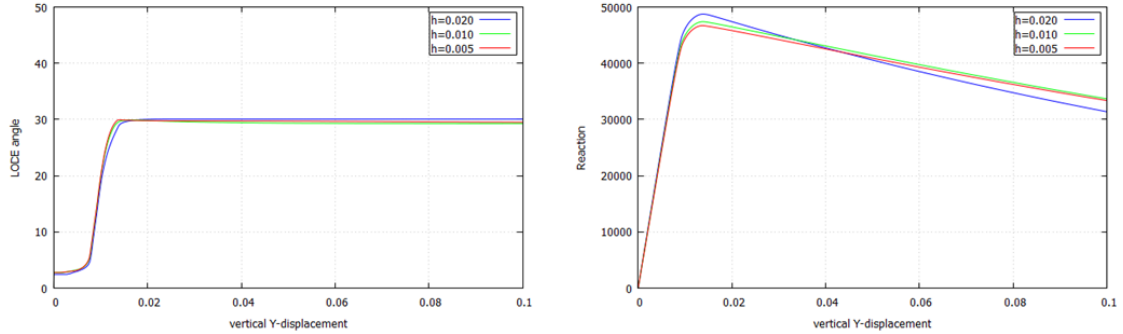 50
40
30
20
10
0
LODE angle
h=0.020
h=0.010
h=0.005
0 0.02 0.04 0.06 0.08 0.1
vertical Y-displacement
50000
40000
30000
20000
10000
0
Reaction
h=0.020
h=0.010
h=0.005
0 0.02 0.04 0.06 0.08 0.1
vertical Y-displacement